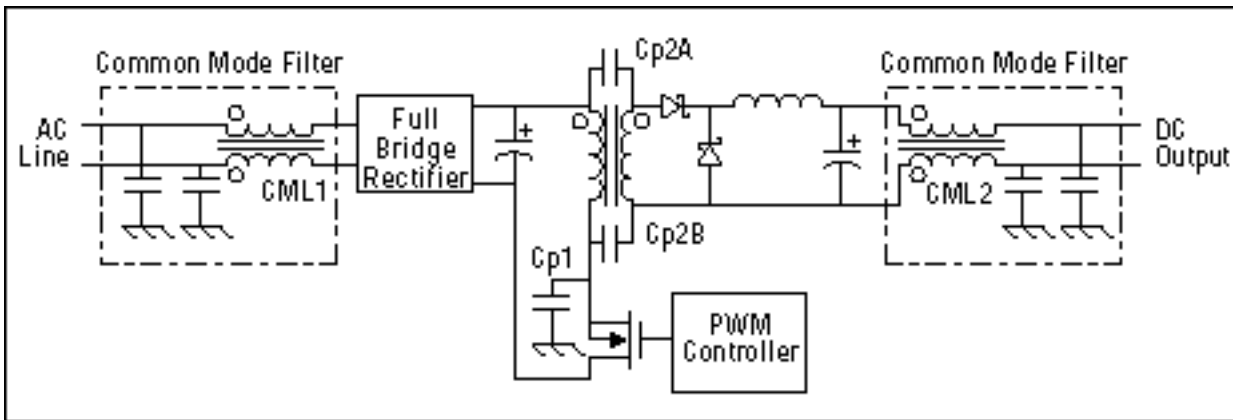 Common Mode Filter
AC
Line
CML1
Full
Bridge
Rectifier
+
Cp2A
Cp2B
Cp1
PWM
Controller
+
Common Mode Filter
CML2
DC
Output